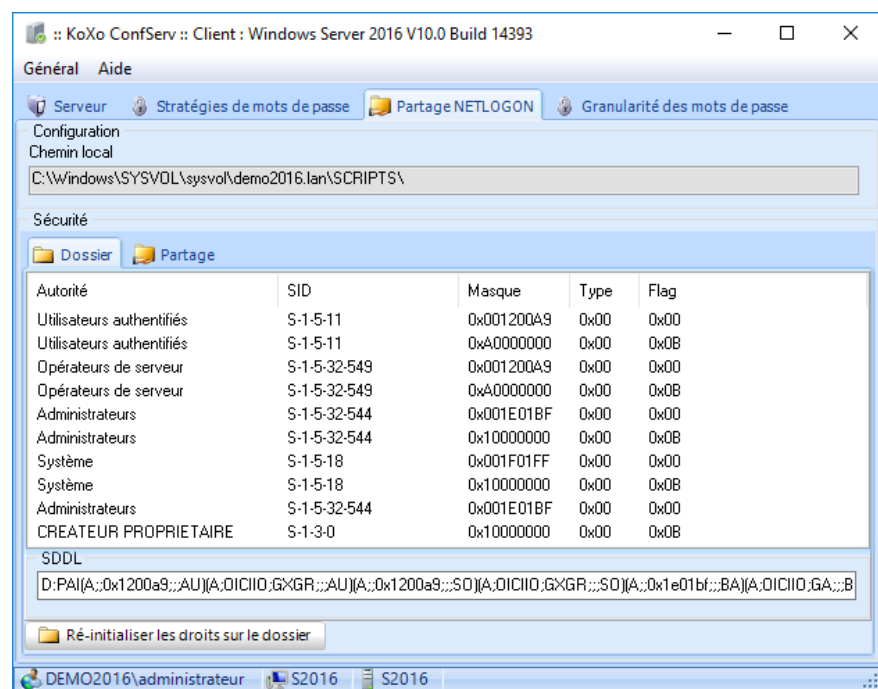 :: KoXo ConfServ :: Client : Windows Server 2016 V10.0 Build 14393
Général Aide
Serveur Stratégies de mots de passe Partage NETLOGON Granularité des mots de passe
Configuration
Chemin local
C:\Windows\SYSVOL\sysvol\demo2016.lan\SCRIPTS\
Sécurité
Dossier Partage
Autorité SID Masque Type Flag
Utilisateurs authentifiés S-1-5-11 0x001200A9 0x00 0x00
Utilisateurs authentifiés S-1-5-11 0xA0000000 0x00 0x0B
Opérateurs de serveur S-1-5-32-549 0x001200A9 0x00 0x00
Opérateurs de serveur S-1-5-32-549 0xA0000000 0x00 0x0B
Administrateurs S-1-5-32-544 0x001E01BF 0x00 0x00
Administrateurs S-1-5-32-544 0x10000000 0x00 0x0B
Système S-1-5-18 0x001F01FF 0x00 0x00
Système S-1-5-18 0x10000000 0x00 0x0B
Administrateurs S-1-5-32-544 0x001E01BF 0x00 0x00
CREATEUR PROPRIETAIRE S-1-3-0 0x10000000 0x00 0x0B
SDDL
D:PAI(A;;0x1200a9;;;AU)(A;OICIIO;GXGR;;;AU)(A;;0x1200a9;;;SO)(A;OICIIO;GXGR;;;SO)(A;;0x1e01bf;;;BA)(A;OICIIO;GA;;;B
Ré-initialiser les droits sur le dossier
DEMO2016\administrateur S2016 S2016